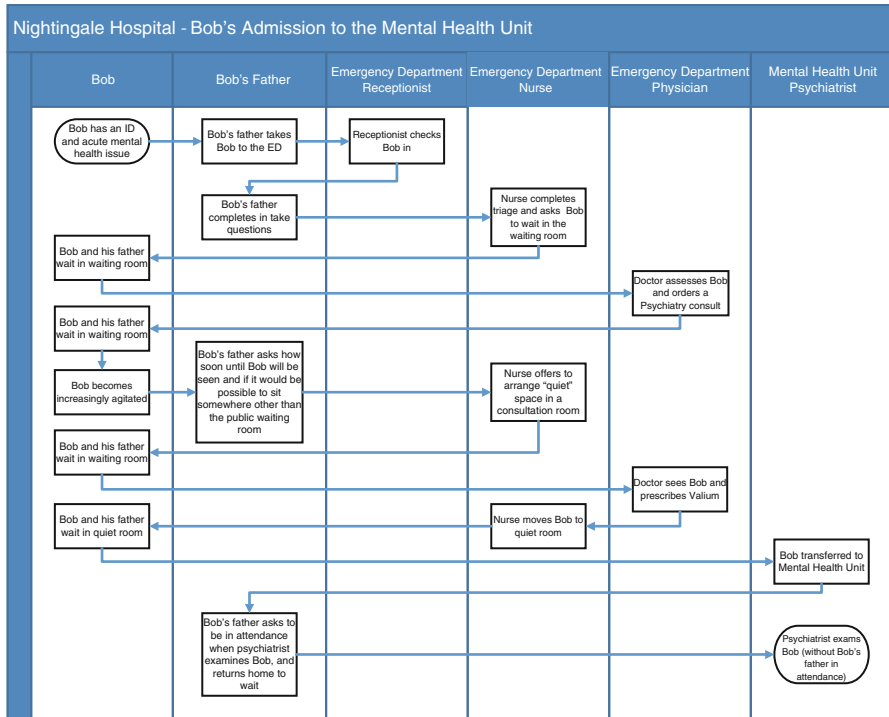 Nightingale Hospital - Bob's Admission to the Mental Health Unit
Bob
Bob's Father
Emergency Department
Receptionist
Emergency Department
Nurse
Emergency Department
Physician
Mental Health Unit
Psychiatrist
Bob has an ID
and acute mental
health issue
Bob's father takes
Bob to the ED
Receptionist checks
Bob in
Bob's father
completes in take
questions
Nurse completes
triage and asks Bob
to wait in the
waiting room
Bob and his father
wait in waiting room
Doctor assesses Bob
and orders a
Psychiatry consult
Bob and his father
wait in waiting room
Bob becomes
increasingly agitated
Bob's father asks how
soon until Bob will be
seen and if it would be
possible to sit
somewhere other than
the public waiting
room
Nurse offers to
arrange "quiet"
space in a
consultation room
Bob and his father
wait in waiting room
Doctor sees Bob and
prescribes Valium
Nurse moves Bob to
quiet room
Bob and his father
wait in quiet room
Bob transferred to
Mental Health Unit
Bob's father asks to
be in attendance
when psychiatrist
examines Bob, and
returns home to
wait
Psychiatrist exams
Bob (without Bob's
father in
attendance)